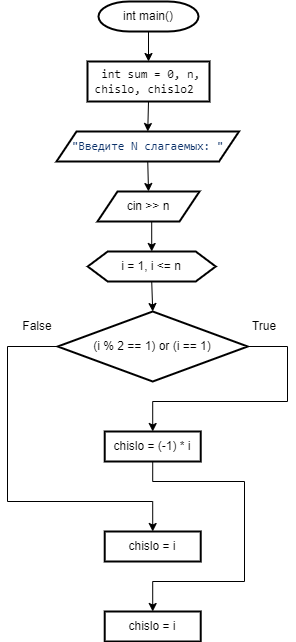 int main()
int sum = 0, n,
chislo, chislo2
"Введите N слагаемых: "
cin >> n
i = 1, i <= n
False
True
(i % 2 == 1) or (i == 1)
chislo = (-1) * i
chislo = i
chislo = i